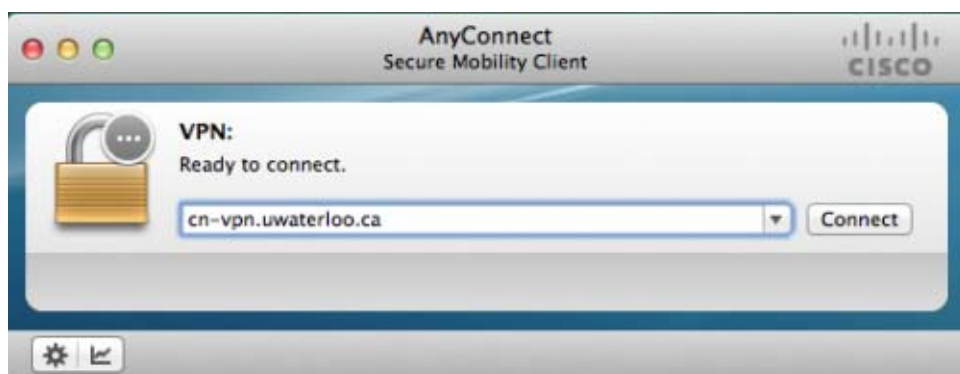 AnyConnect
Secure Mobility Client
CISCO
VPN:
Ready to connect.
cn-vpn.uwaterloo.ca
Connect